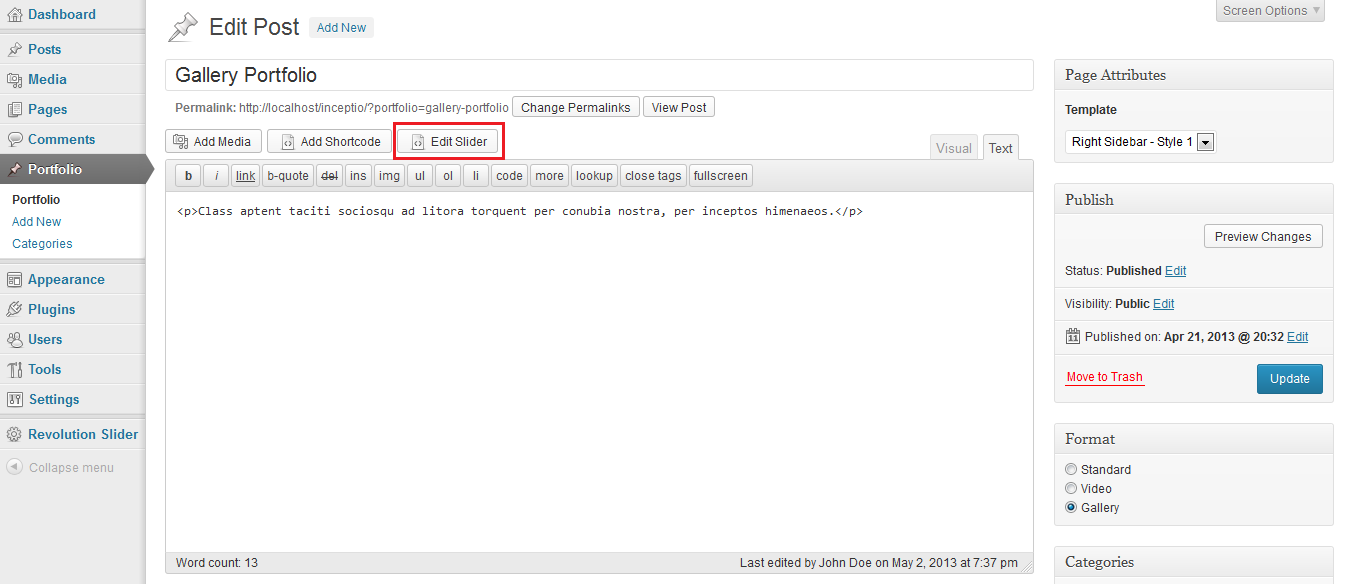 Dashboard
Posts
Media
Pages
Comments
Portfolio
Portfolio
Add New
Categories
Appearance
Plugins
Users
Tools
Settings
Revolution Slider
Collapse menu
Screen Options
Edit Post Add New
Gallery Portfolio
Permalink: http://localhost/inceptio/?portfolio=gallery-portfolio Change Permalinks View Post
Add Media Add Shortcode Edit Slider Visual Text
b i link b-quote del ins img ul ol li code more lookup close tags fullscreen
<p>Class aptent taciti sociosqu ad litora torquent per conubia nostra, per inceptos himenaeos.</p>
Word count: 13 Last edited by John Doe on May 2, 2013 at 7:37 pm
Page Attributes
Template
Right Sidebar - Style 1
Publish
Preview Changes
Status: Published Edit
Visibility: Public Edit
11 Published on: Apr 21, 2013 @ 20:32 Edit
Move to Trash Update
Format
Standard
Video
Gallery
Categories